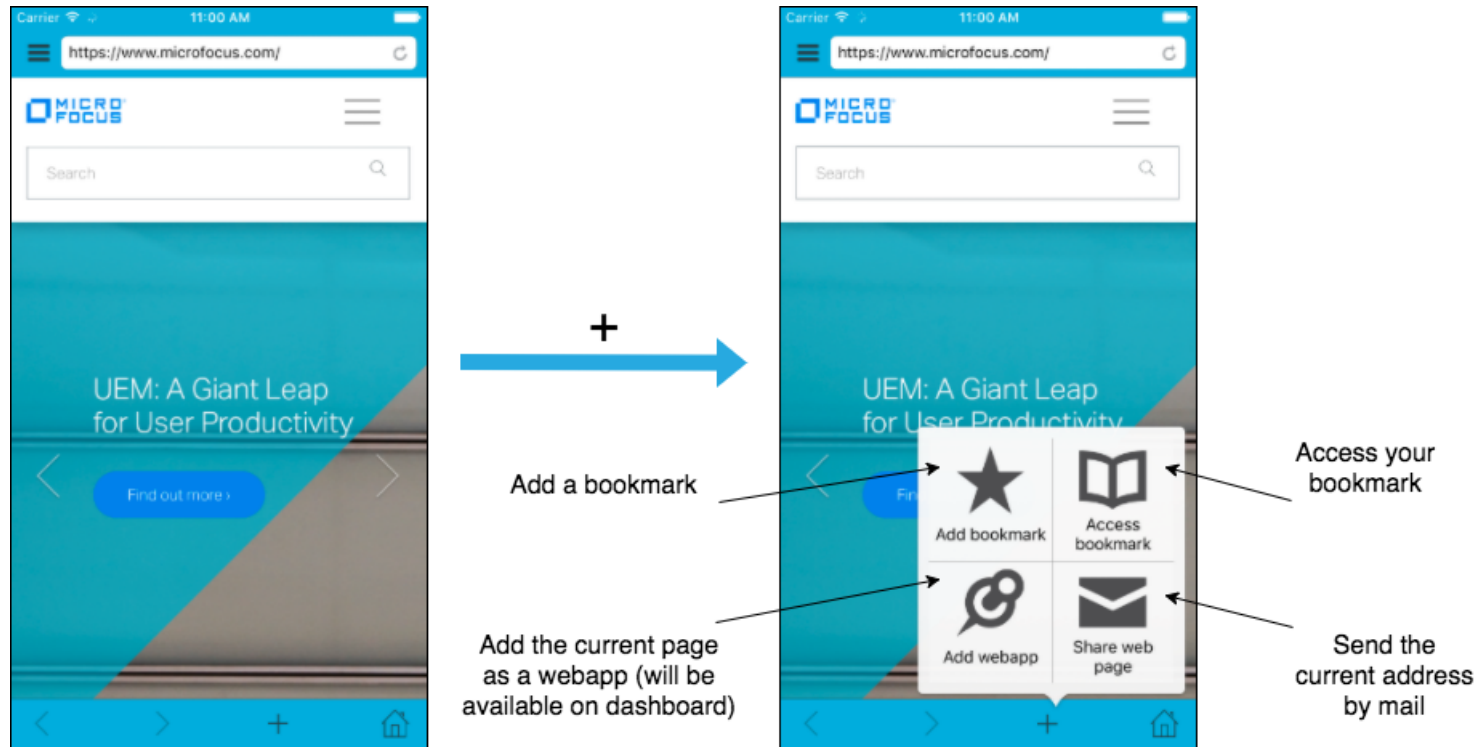 Carrier 11:00 AM
https://www.microfocus.com/
MICRO
FOCUS
Search
UEM: A Giant Leap
for User Productivity
Find out more ›
+
Add a bookmark
Add the current page
as a webapp (will be
available on dashboard)
Carrier 11:00 AM
https://www.microfocus.com/
MICRO
FOCUS
Search
UEM: A Giant Leap
for User Productivity
Fin
Add bookmark
Access
bookmark
Add webapp
Share web
page
Access your
bookmark
Send the
current address
by mail